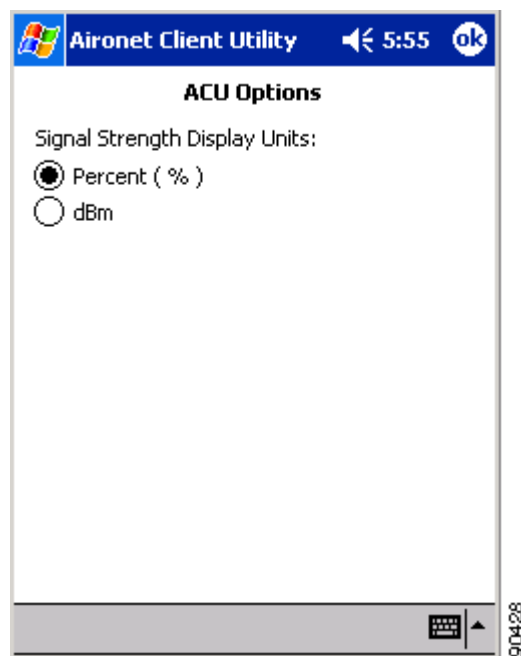 Aironet Client Utility 5:55 ok
ACU Options
Signal Strength Display Units:
Percent ( % )
dBm
90428